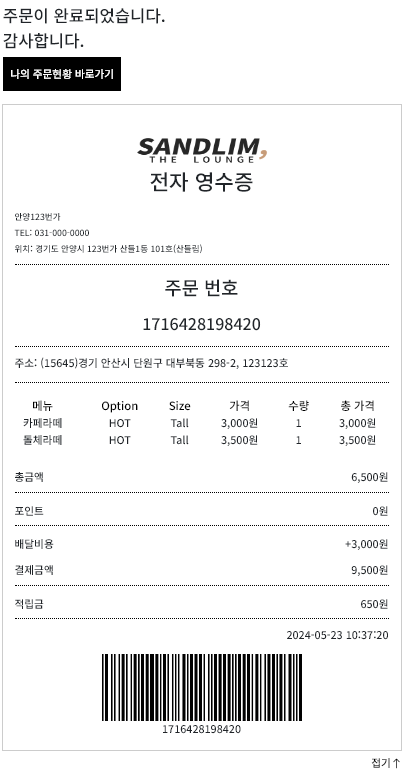 주문이 완료되었습니다.
감사합니다.
나의 주문현황 바로가기
SANDLIM,
THE LOUNGE
전자 영수증
안양123번가
TEL: 031-000-0000
위치: 경기도 안양시 123번가 산들1동 101호(산들림)
주문 번호
1716428198420
주소: (15645)경기 안산시 단원구 대부북동 298-2, 123123호
메뉴 Option Size 가격 수량 총 가격
카페라떼 HOT Tall 3,000원 1 3,000원
돌체라떼 HOT Tall 3,500원 1 3,500원
총금액 6,500원
포인트 0원
배달비용 +3,000원
결제금액 9,500원
적립금 650원
2024-05-23 10:37:20
1716428198420
접기↑